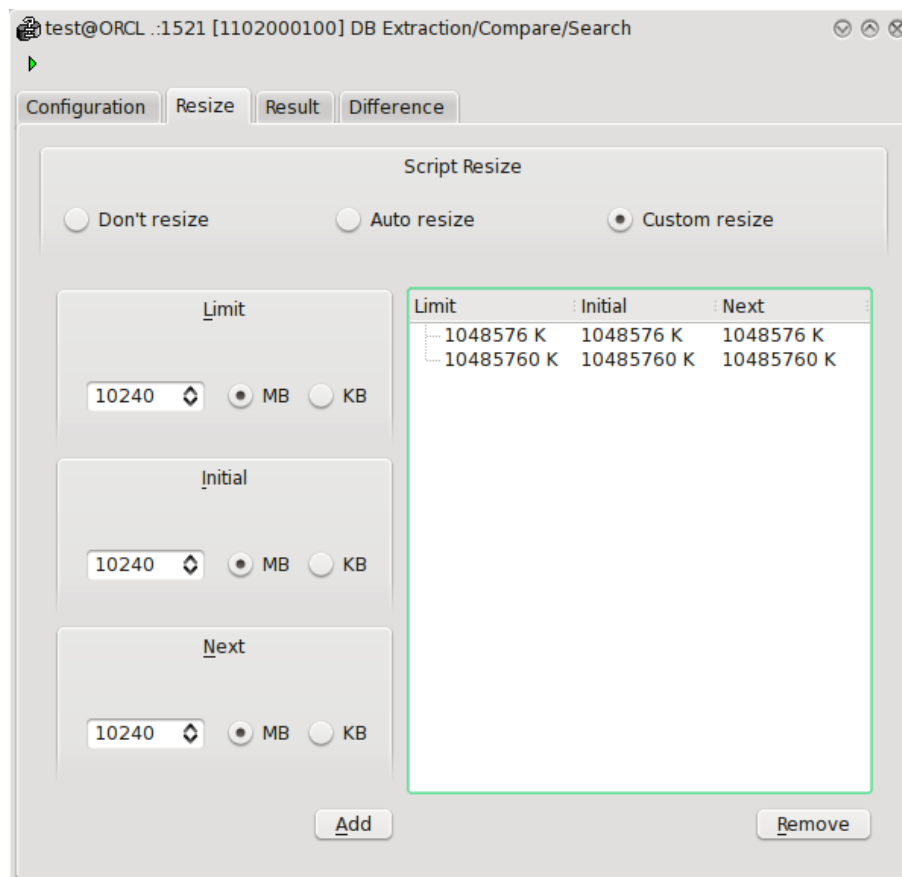 test@ORCL .:1521 [1102000100] DB Extraction/Compare/Search
Configuration Resize Result Difference
Script Resize
Don't resize Auto resize Custom resize
Limit
10240 MB KB
Initial
10240 MB KB
Next
10240 MB KB
Add
Limit Initial Next
1048576 K 1048576 K 1048576 K
10485760 K 10485760 K 10485760 K
Remove